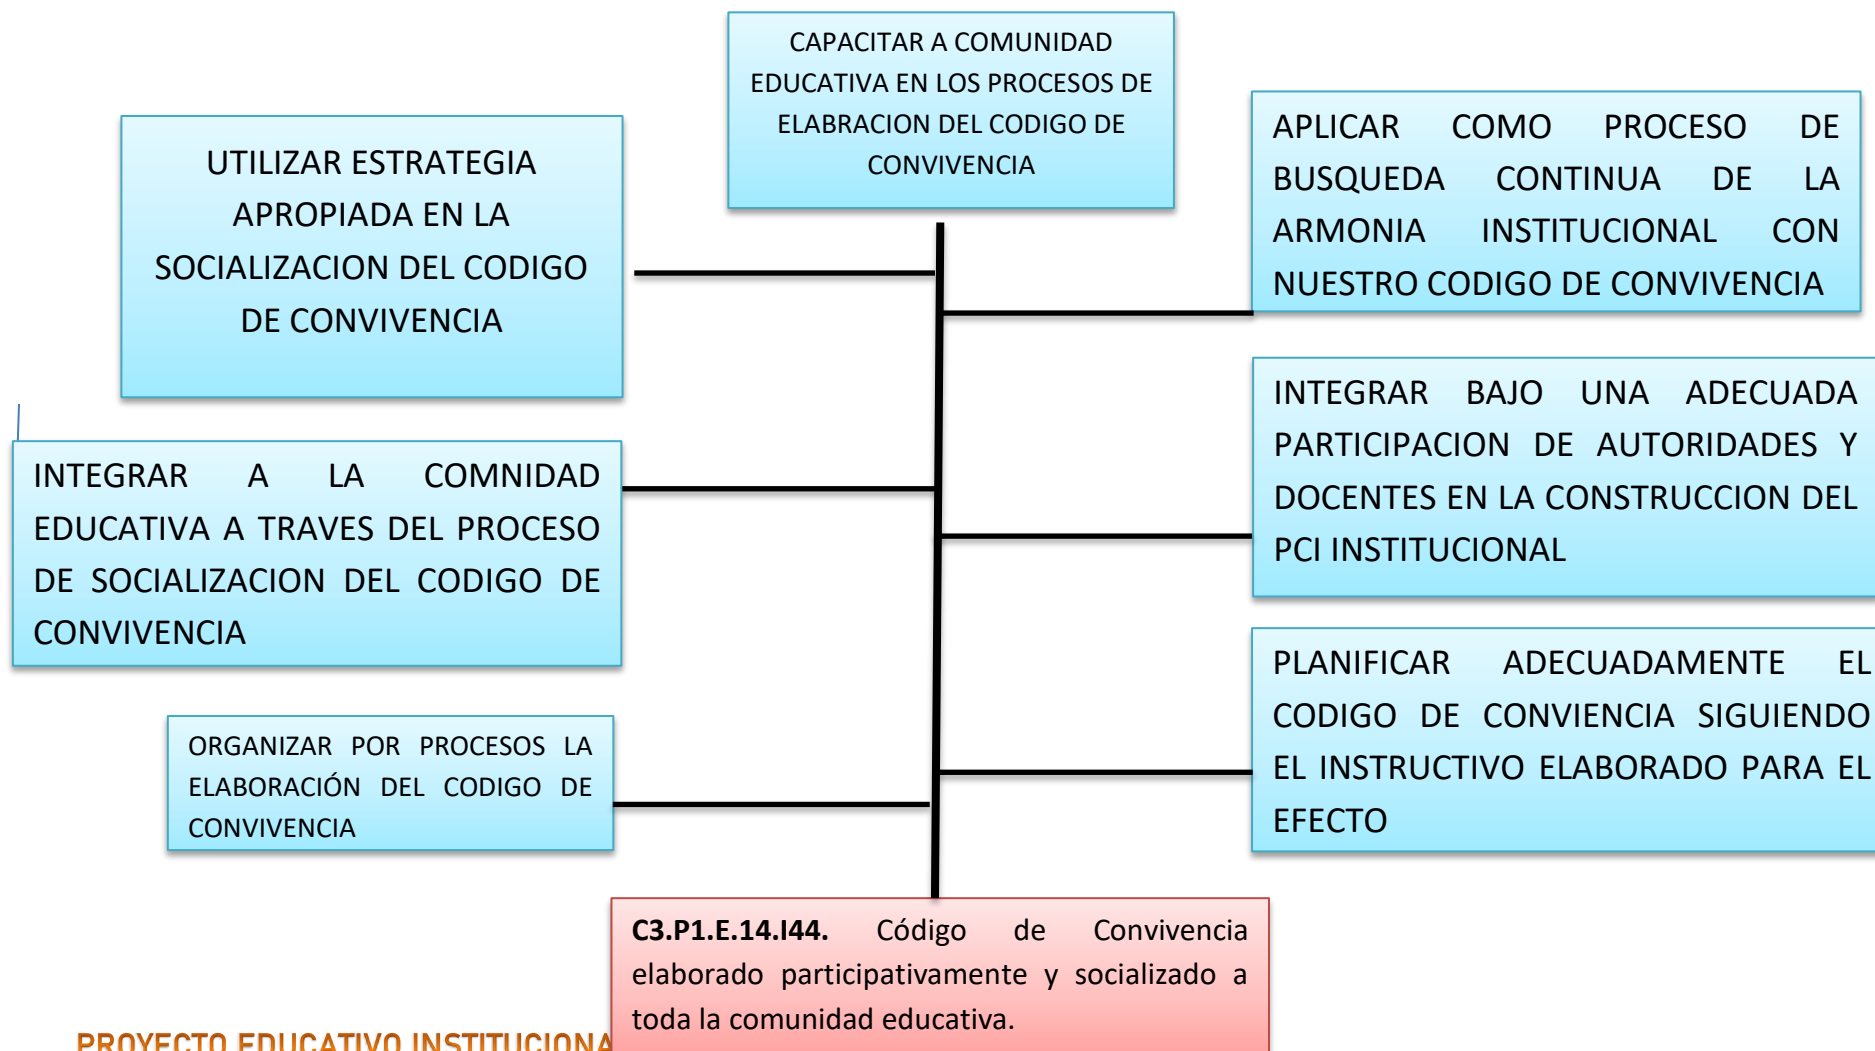 CAPACITAR A COMUNIDAD
EDUCATIVA EN LOS PROCESOS DE
ELABRACION DEL CODIGO DE
CONVIVENCIA
UTILIZAR ESTRATEGIA
APROPIADA EN LA
SOCIALIZACION DEL CODIGO
DE CONVIVENCIA
APLICAR COMO PROCESO DE
BUSQUEDA CONTINUA DE LA
ARMONIA INSTITUCIONAL CON
NUESTRO CODIGO DE CONVIVENCIA
INTEGRAR A LA COMNIDAD
EDUCATIVA A TRAVES DEL PROCESO
DE SOCIALIZACION DEL CODIGO DE
CONVIVENCIA
INTEGRAR BAJO UNA ADECUADA
PARTICIPACION DE AUTORIDADES Y
DOCENTES EN LA CONSTRUCCION DEL
PCI INSTITUCIONAL
ORGANIZAR POR PROCESOS LA
ELABORACIÓN DEL CODIGO DE
CONVIVENCIA
PLANIFICAR ADECUADAMENTE EL
CODIGO DE CONVIENCIA SIGUIENDO
EL INSTRUCTIVO ELABORADO PARA EL
EFECTO
C3.P1.E.14.I44. Código de Convivencia
elaborado participativamente y socializado a
toda la comunidad educativa.
PROYECTO EDUCATIVO INSTITUCIONA